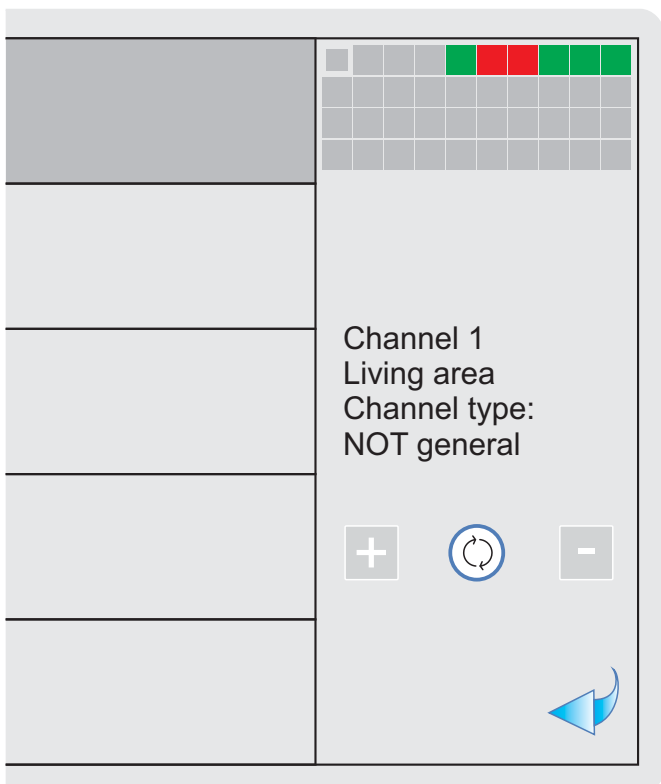 Channel 1
Living area
Channel type:
NOT general
+ -